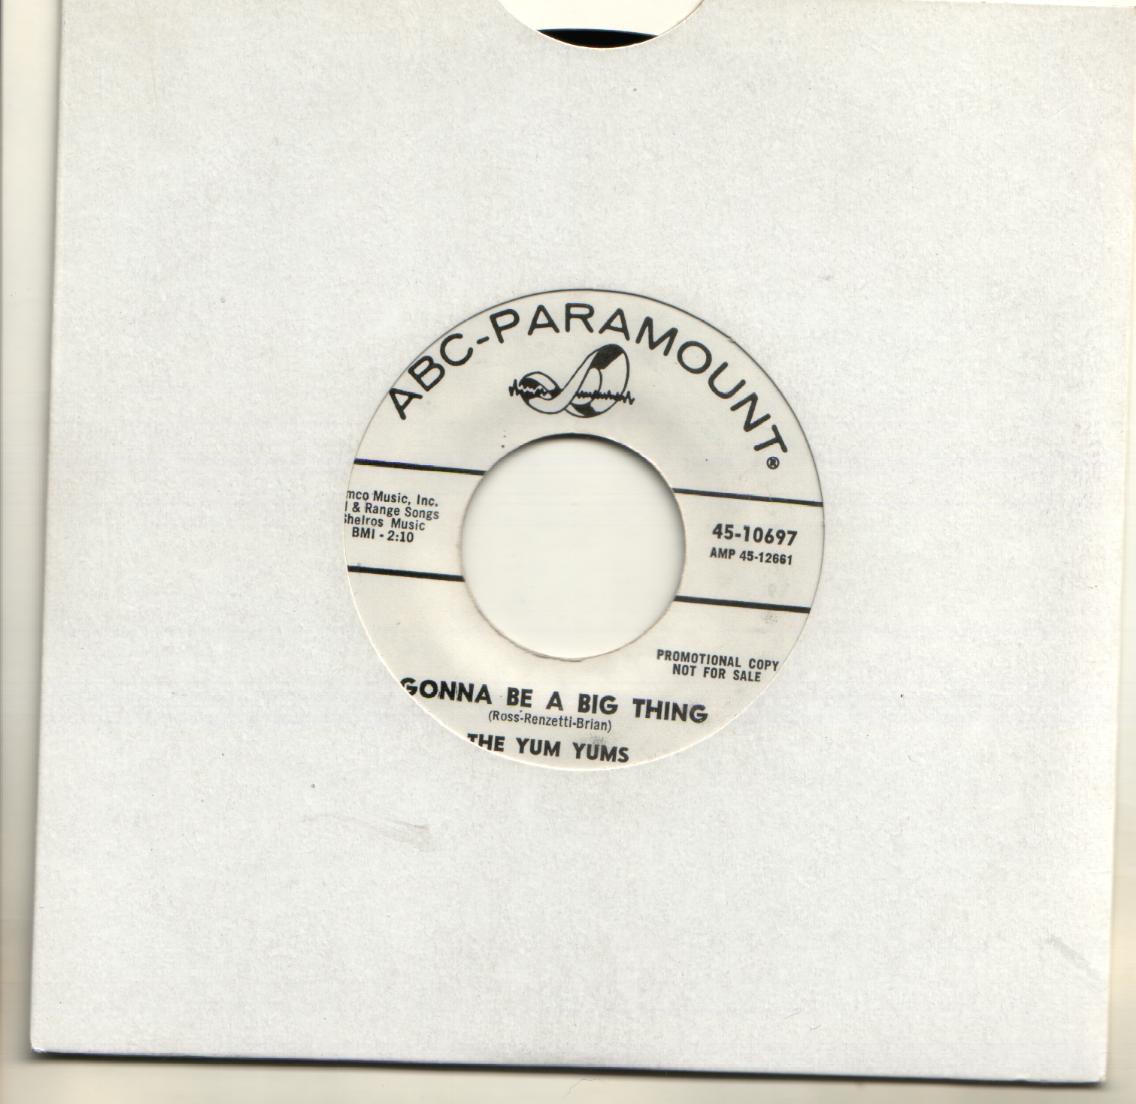 ABC-PARAMOUNT®
mco Music, Inc.
& Range Songs
Shelros Music
BMI - 2:10
45-10697
AMP 45-12661
PROMOTIONAL COPY
NOT FOR SALE
GONNA BE A BIG THING
(Ross-Renzetti-Brian)
THE YUM YUMS